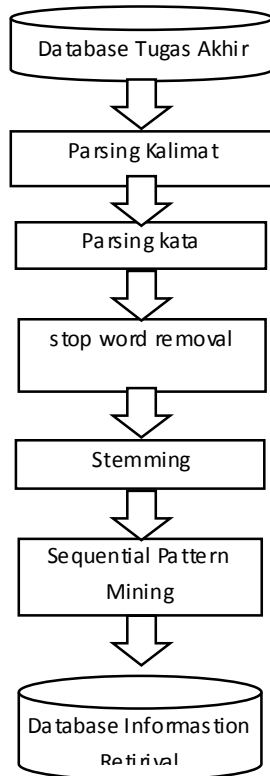 Database Tugas Akhir
Parsing Kalimat
Parsing kata
stop word removal
Stemming
Sequential Pattern
Mining
Database Informastion
Retirival